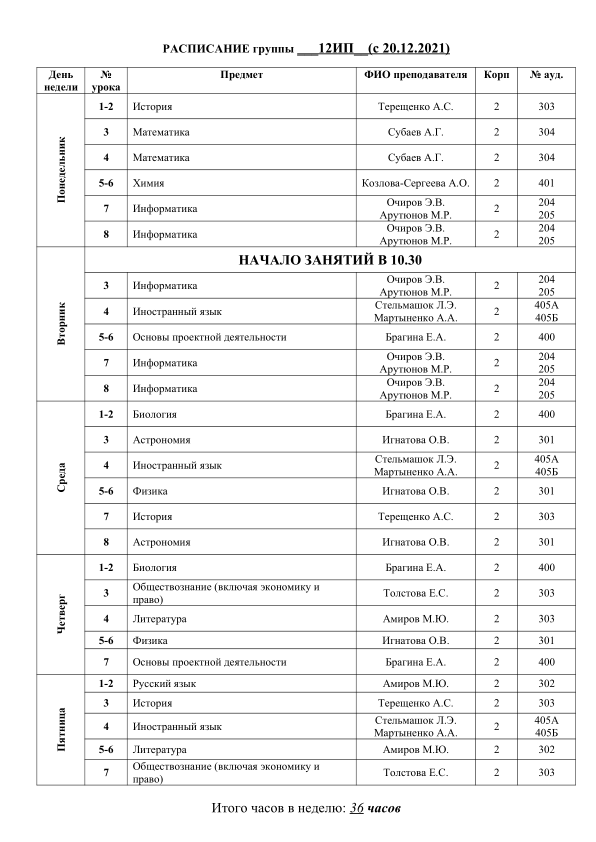 РАСПИСАНИЕ группы ___12ИП__(с 20.12.2021)
День недели № урока Предмет ФИО преподавателя Корп № ауд.
Понедельник
1-2 История Терещенко А.С. 2 303
3 Математика Субаев А.Г. 2 304
4 Математика Субаев А.Г. 2 304
5-6 Химия Козлова-Сергеева А.О. 2 401
7 Информатика Очиров Э.В. Арутюнов М.Р. 2 204 205
8 Информатика Очиров Э.В. Арутюнов М.Р. 2 204 205
Вторник
НАЧАЛО ЗАНЯТИЙ В 10.30
3 Информатика Очиров Э.В. Арутюнов М.Р. 2 204 205
4 Иностранный язык Стельмашок Л.Э. Мартыненко А.А. 2 405А 405Б
5-6 Основы проектной деятельности Брагина Е.А. 2 400
7 Информатика Очиров Э.В. Арутюнов М.Р. 2 204 205
8 Информатика Очиров Э.В. Арутюнов М.Р. 2 204 205
Среда
1-2 Биология Брагина Е.А. 2 400
3 Астрономия Игнатова О.В. 2 301
4 Иностранный язык Стельмашок Л.Э. Мартыненко А.А. 2 405А 405Б
5-6 Физика Игнатова О.В. 2 301
7 История Терещенко А.С. 2 303
8 Астрономия Игнатова О.В. 2 301
Четверг
1-2 Биология Брагина Е.А. 2 400
3 Обществознание (включая экономику и право) Толстова Е.С. 2 303
4 Литература Амиров М.Ю. 2 303
5-6 Физика Игнатова О.В. 2 301
7 Основы проектной деятельности Брагина Е.А. 2 400
Пятница
1-2 Русский язык Амиров М.Ю. 2 302
3 История Терещенко А.С. 2 303
4 Иностранный язык Стельмашок Л.Э. Мартыненко А.А. 2 405А 405Б
5-6 Литература Амиров М.Ю. 2 302
7 Обществознание (включая экономику и право) Толстова Е.С. 2 303
Итого часов в неделю: 36 часов